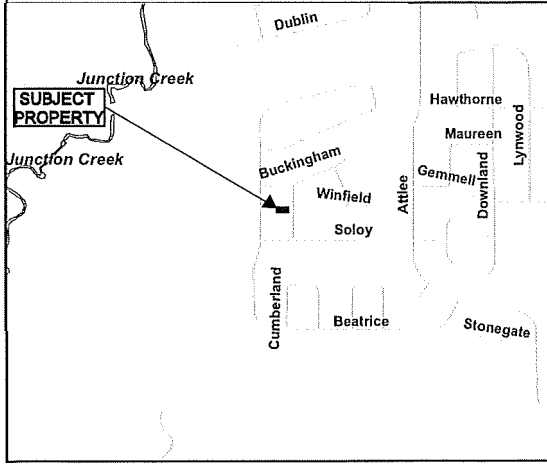 Dublin
Junction Creek
SUBJECT
PROPERTY
Junction Creek
Hawthorne
Maureen
Lynwood
Buckingham
Gemmell
Downland
Winfield
Attlee
Soloy
Cumberland
Beatrice
Stonegate